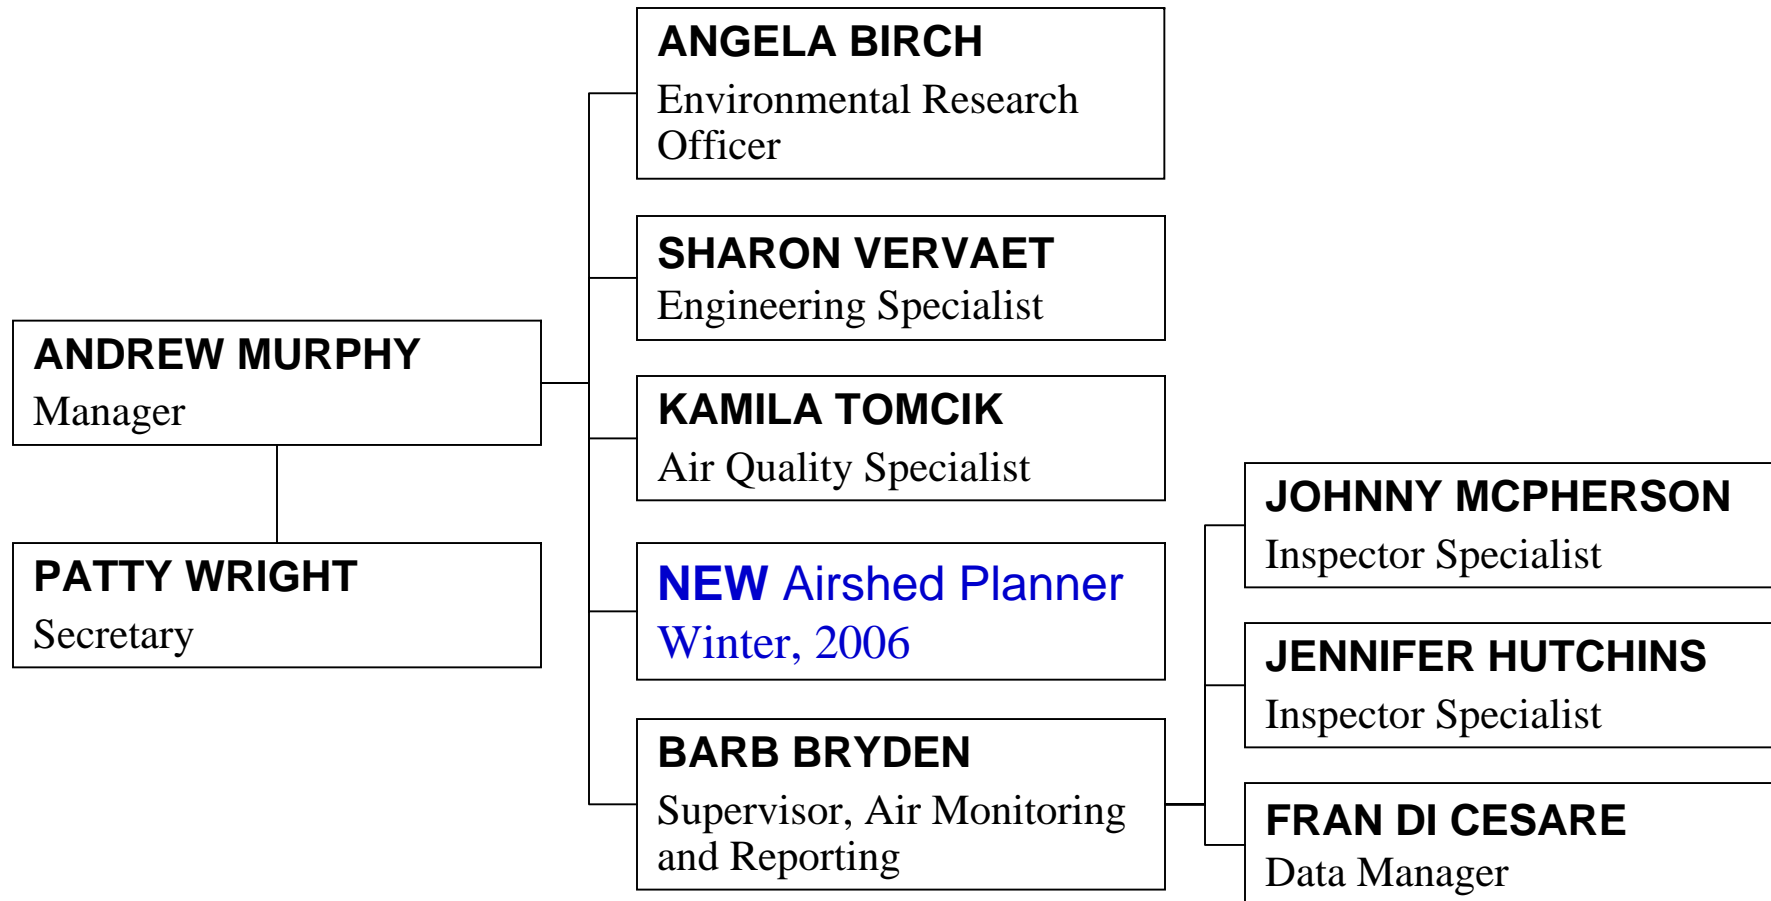 ANDREW MURPHY
Manager
PATTY WRIGHT
Secretary
ANGELA BIRCH
Environmental Research
Officer
SHARON VERVAET
Engineering Specialist
KAMILA TOMCIK
Air Quality Specialist
NEW Airshed Planner
Winter, 2006
BARB BRYDEN
Supervisor, Air Monitoring
and Reporting
JOHNNY MCPHERSON
Inspector Specialist
JENNIFER HUTCHINS
Inspector Specialist
FRAN DI CESARE
Data Manager